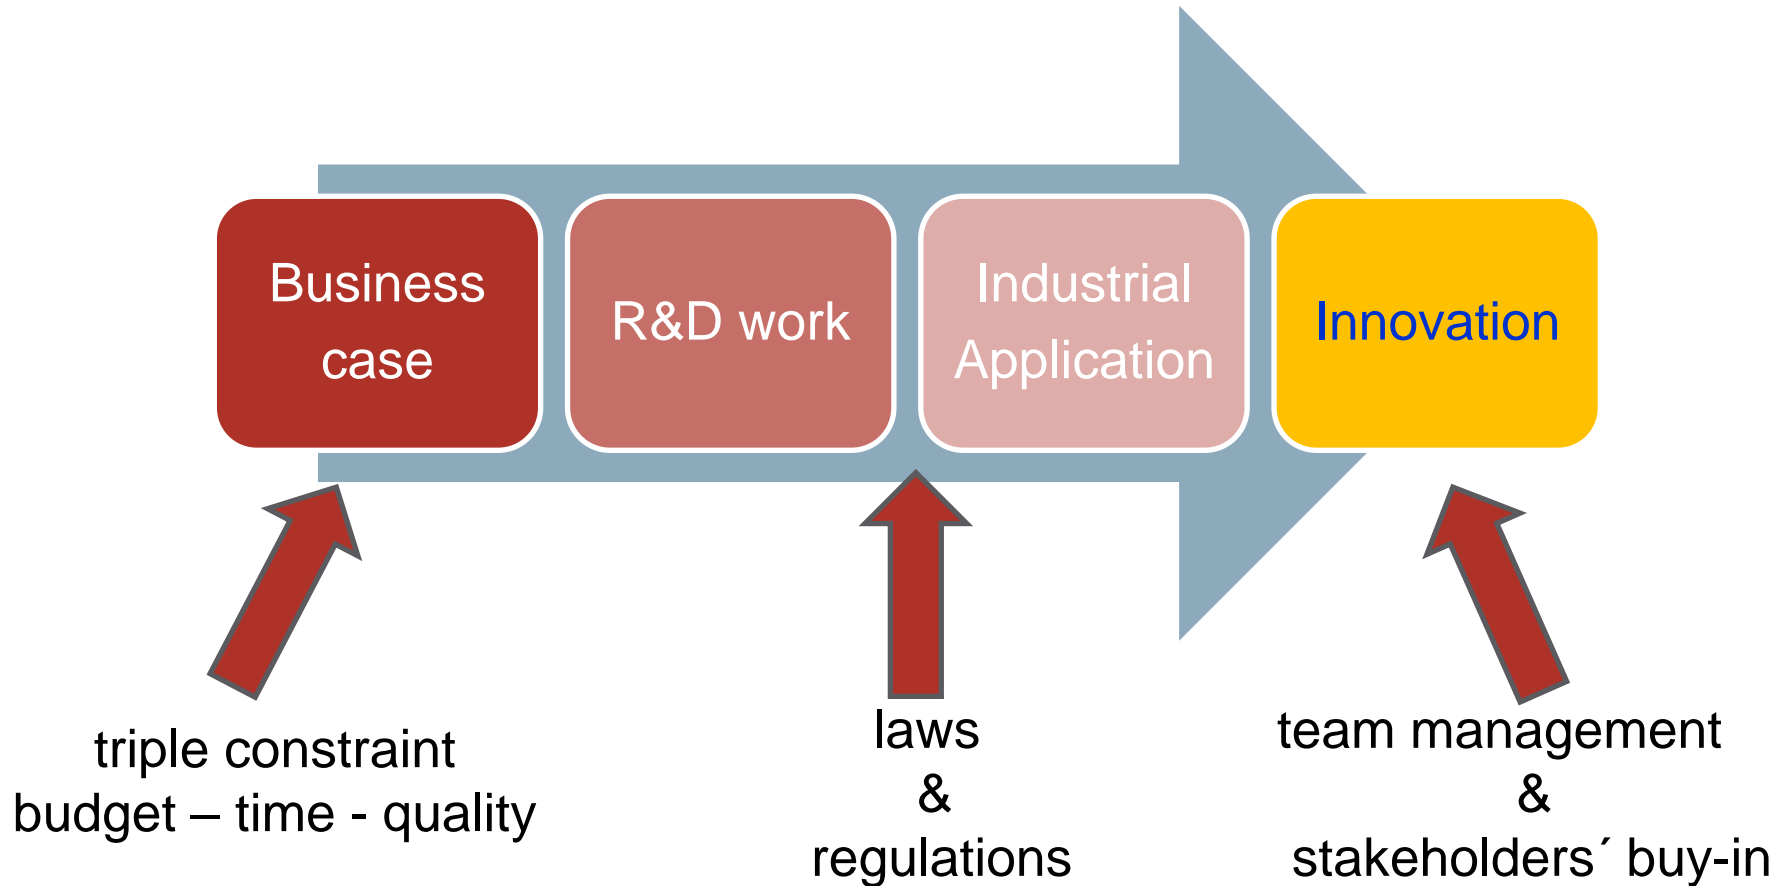 Business
case
R&D work
Industrial
Application
Innovation
triple constraint
budget – time - quality
laws
&
regulations
team management
&
stakeholders´ buy-in